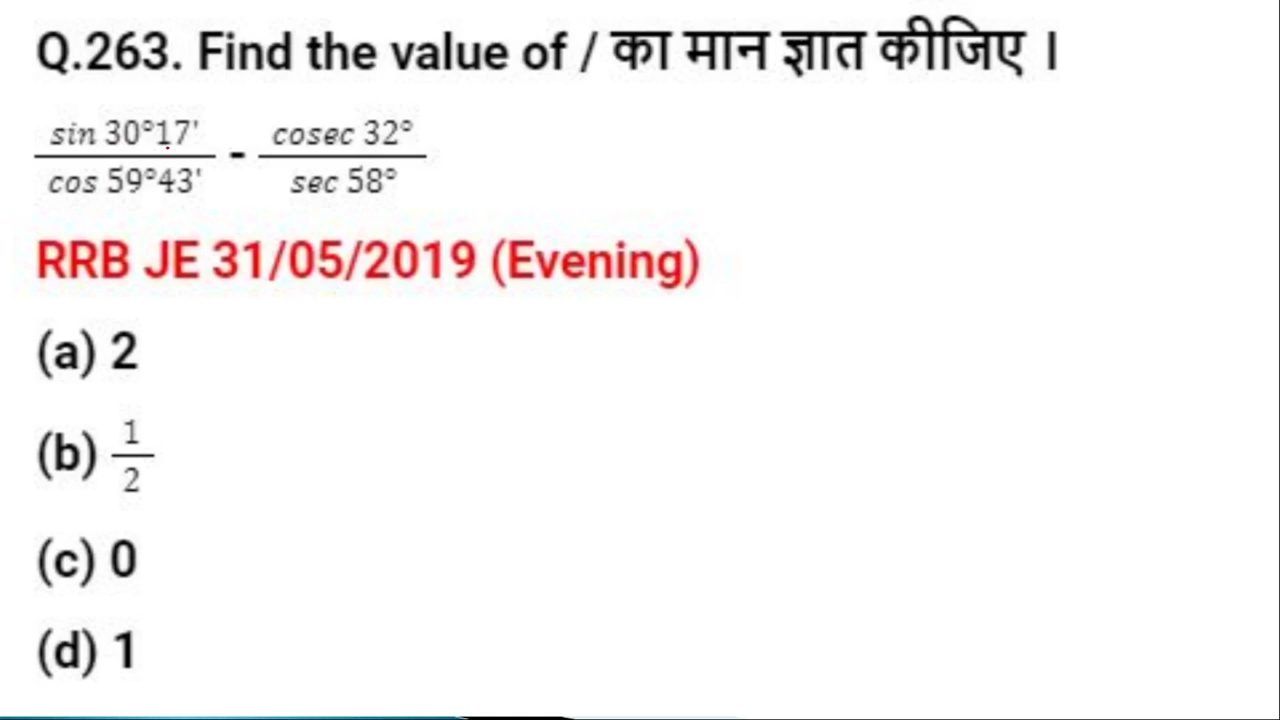 Q.263. Find the value of / का मान ज्ञात कीजिए ।
sin 30°17' / cos 59°43' - cosec 32° / sec 58°
RRB JE 31/05/2019 (Evening)
(a) 2
(b) 1/2
(c) 0
(d) 1